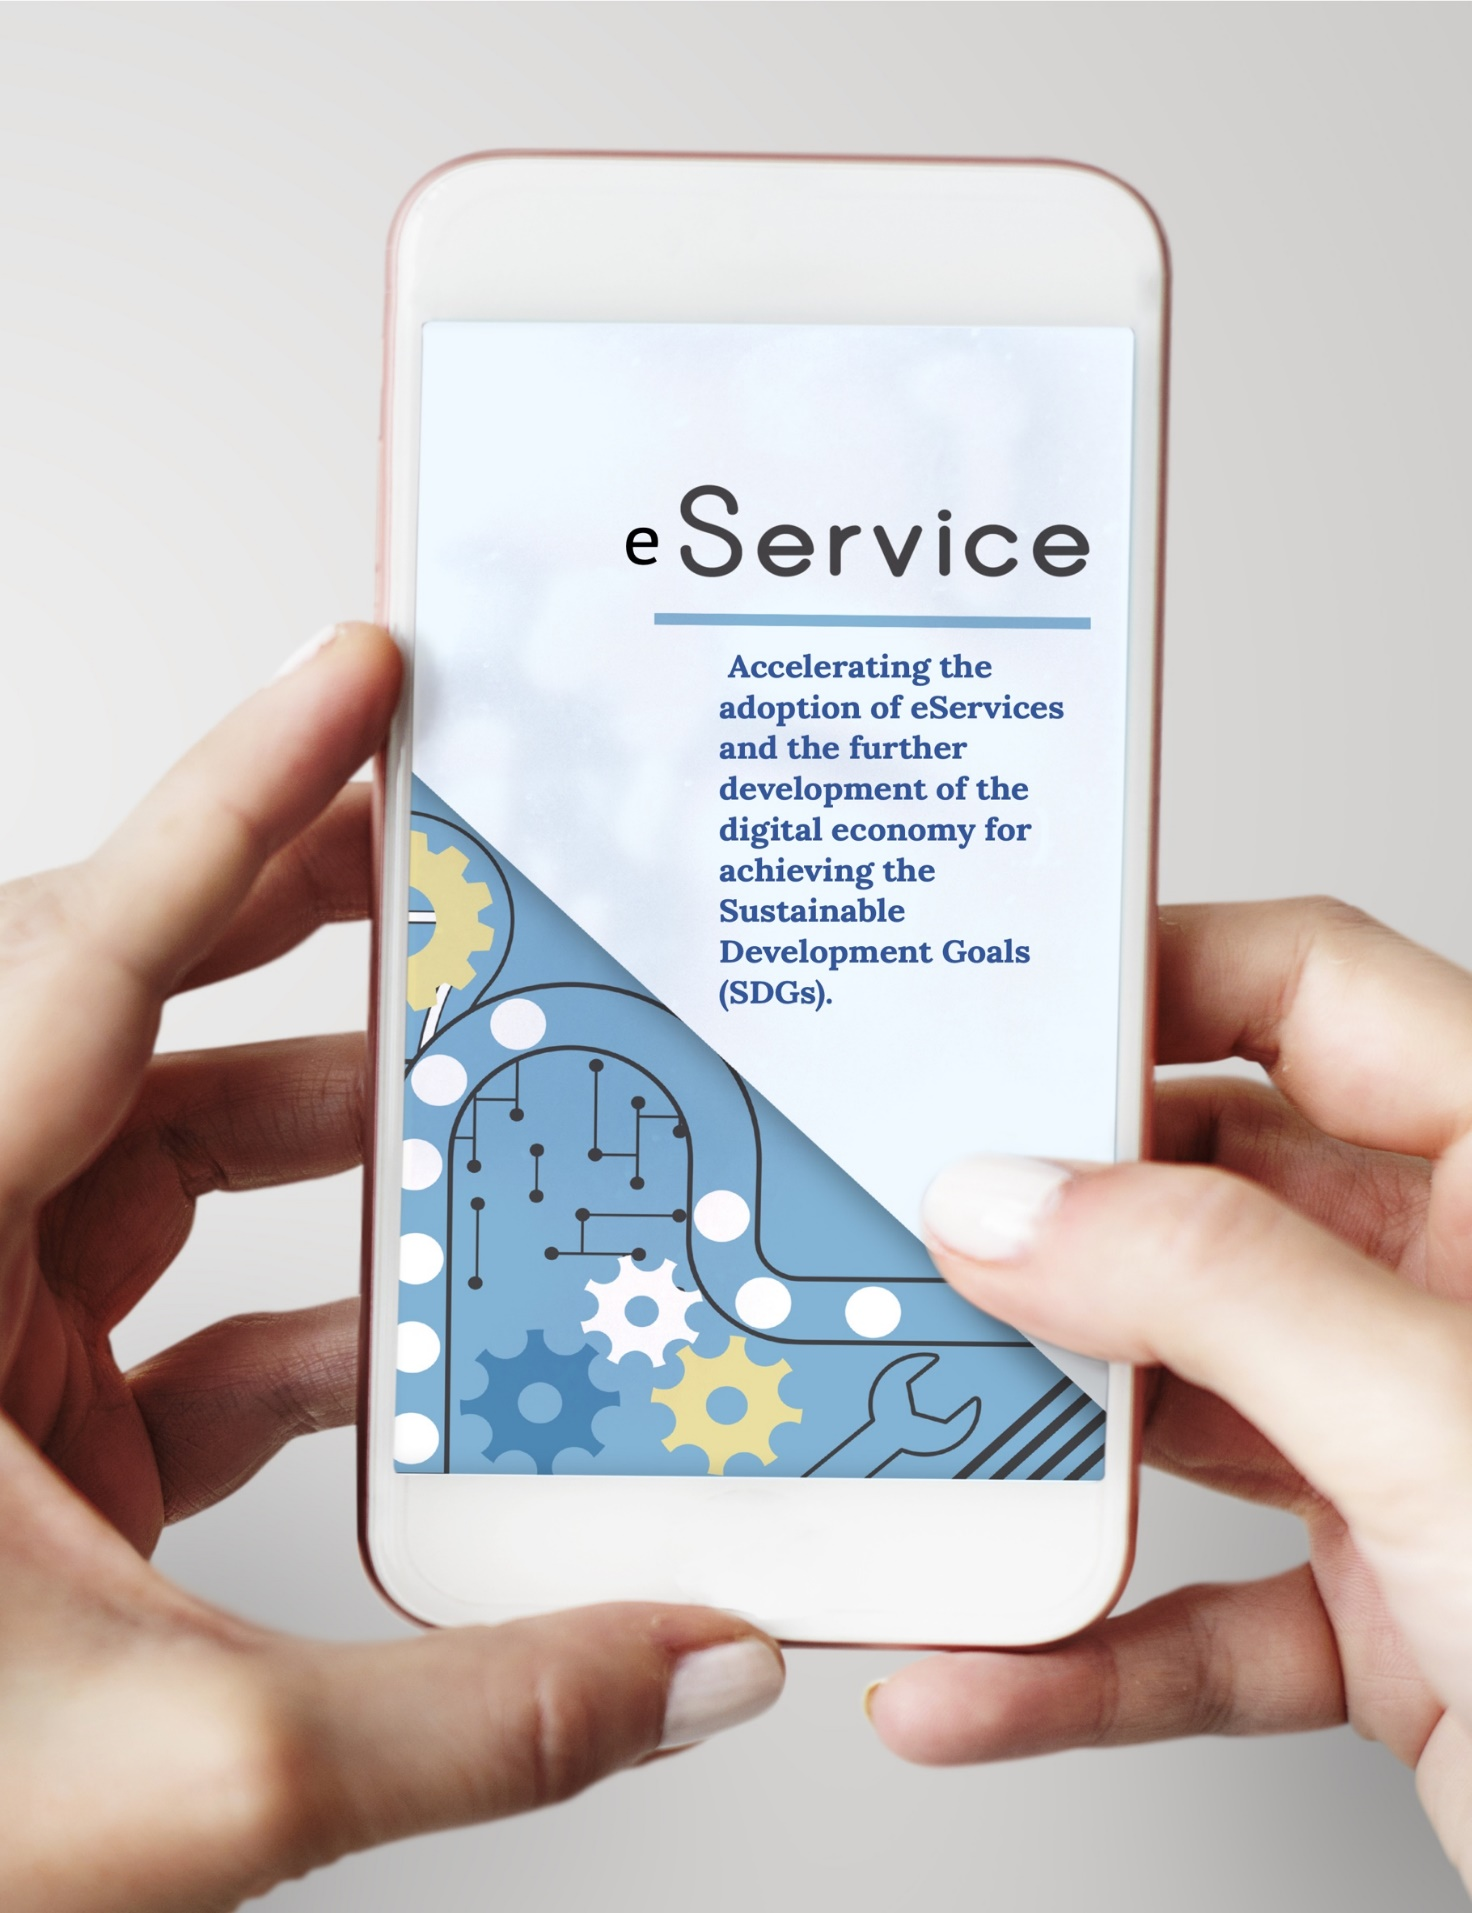 eService
Accelerating the
adoption of eServices
and the further
development of the
digital economy for
achieving the
Sustainable
Development Goals
(SDGs).